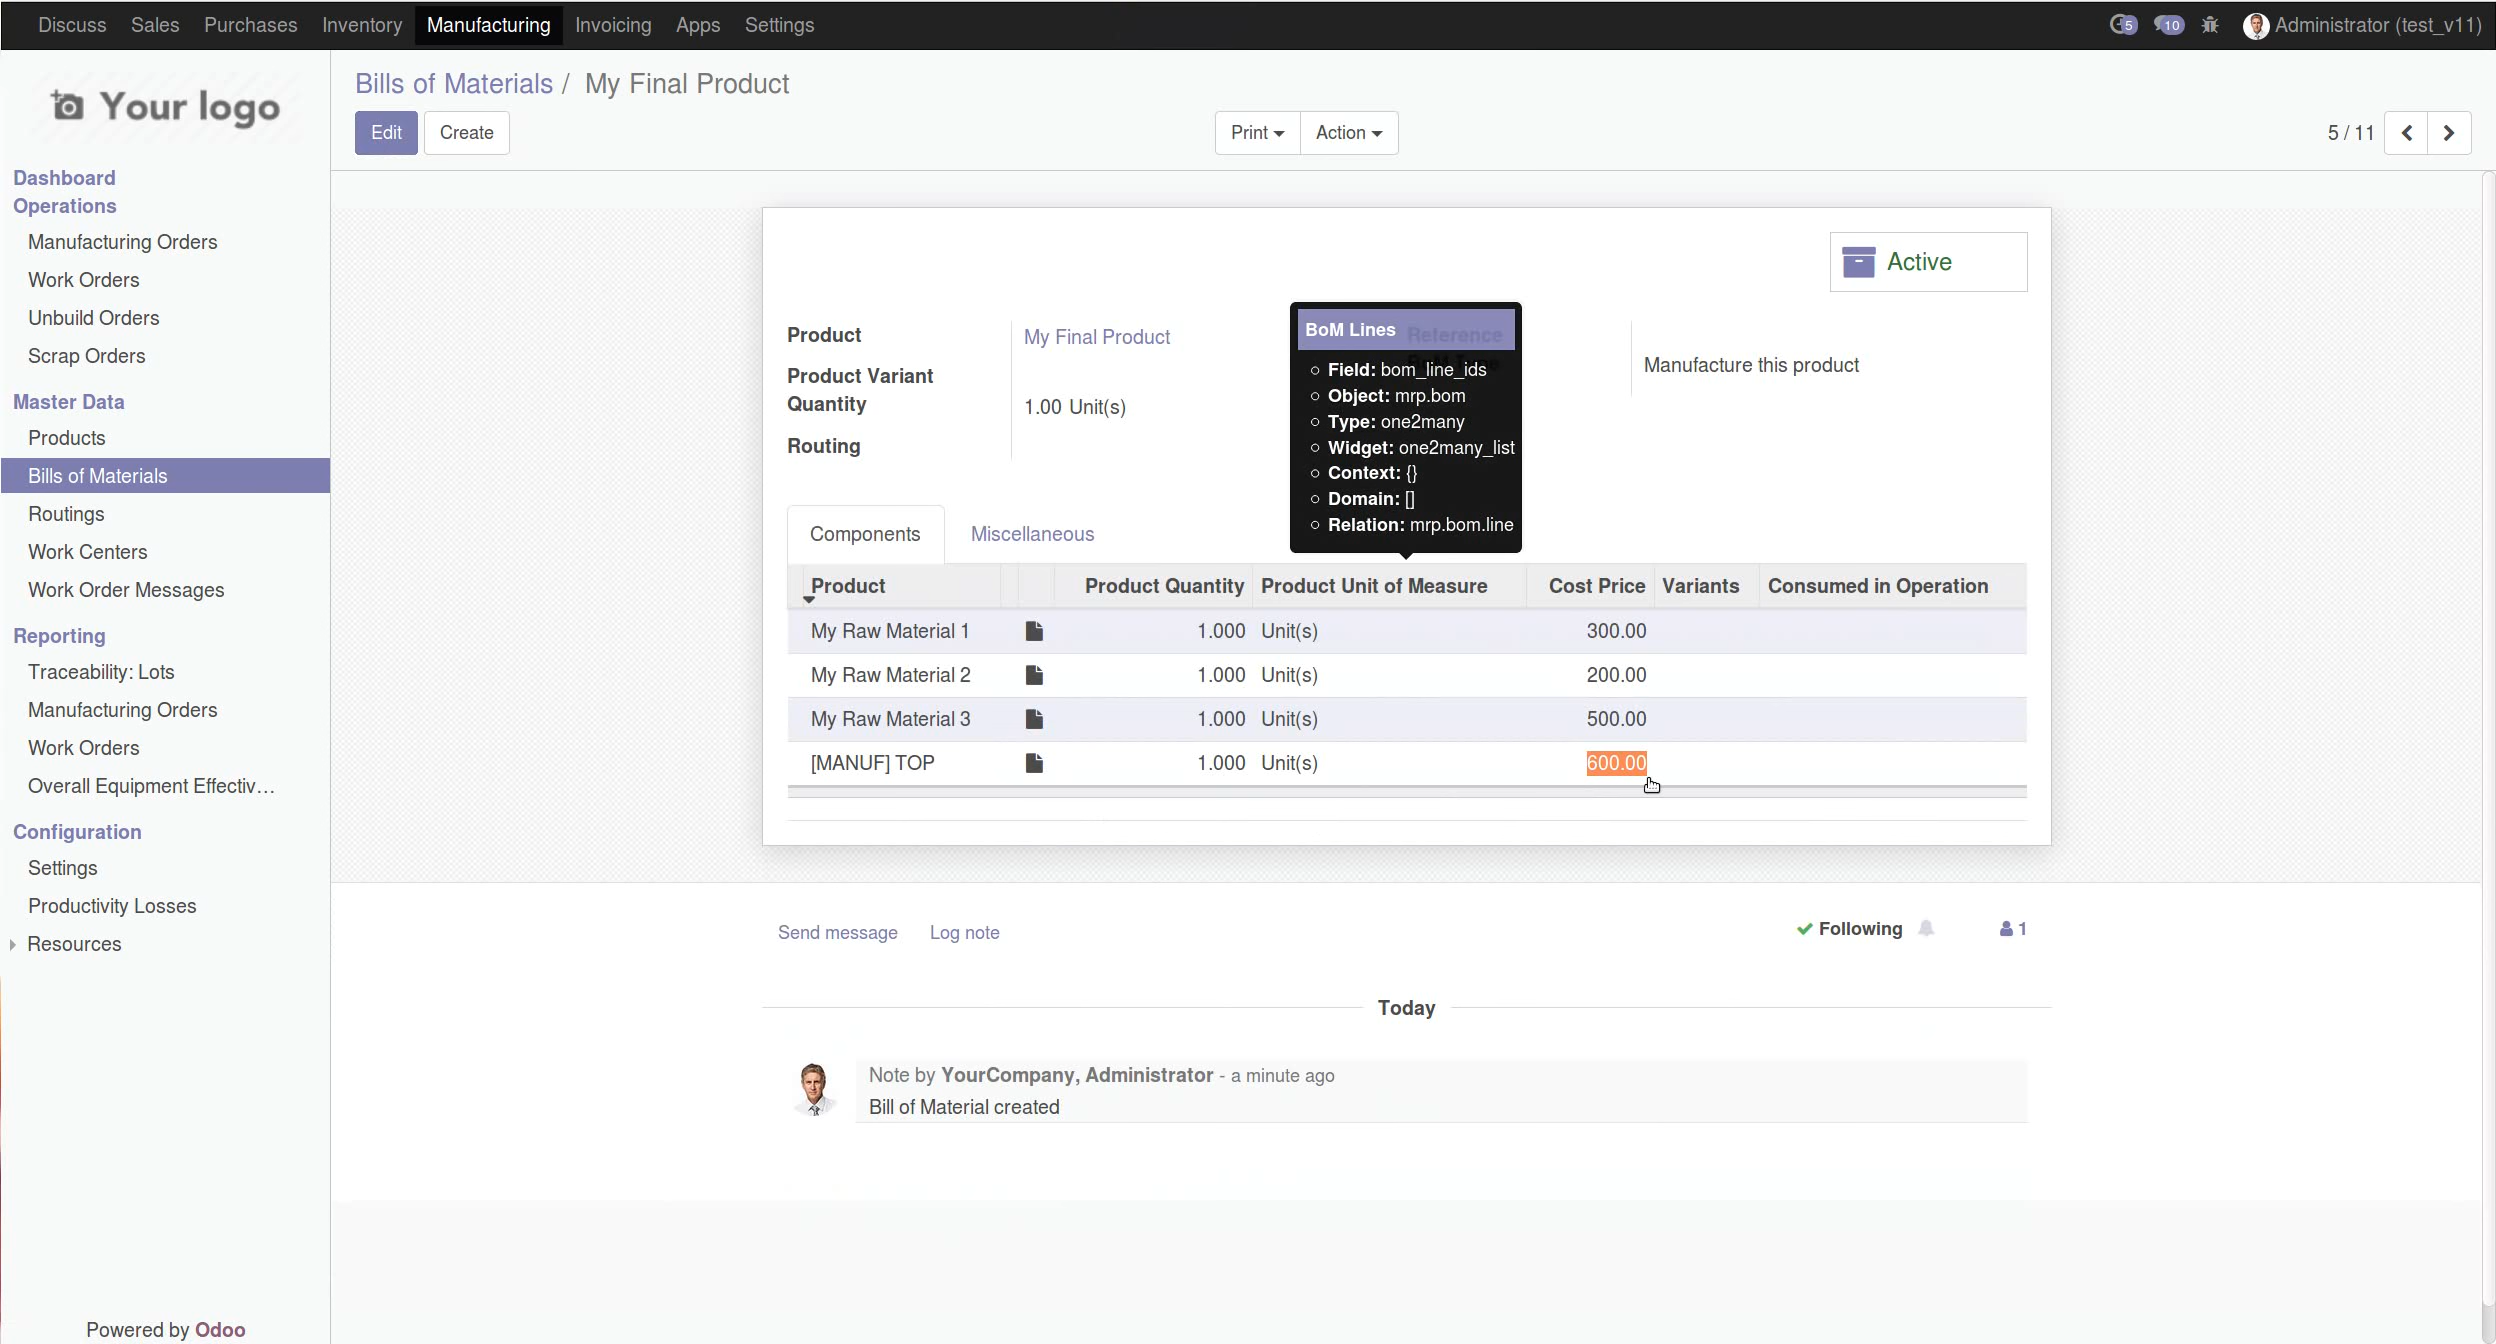 Discuss Sales Purchases Inventory Manufacturing Invoicing Apps Settings 5 10 Administrator (test_v11)
Your logo
Bills of Materials / My Final Product
Edit Create Print Action 5 / 11
Dashboard
Operations
Manufacturing Orders
Work Orders
Unbuild Orders
Scrap Orders
Master Data
Products
Bills of Materials
Routings
Work Centers
Work Order Messages
Reporting
Traceability: Lots
Manufacturing Orders
Work Orders
Overall Equipment Effectiv...
Configuration
Settings
Productivity Losses
Resources
Powered by Odoo
Active
Product My Final Product
Product Variant
Quantity 1.00 Unit(s)
Routing
Reference
BoM Type Manufacture this product
BoM Lines
Field: bom_line_ids
Object: mrp.bom
Type: one2many
Widget: one2many_list
Context: {}
Domain: []
Relation: mrp.bom.line
Components Miscellaneous
Product Product Quantity Product Unit of Measure Cost Price Variants Consumed in Operation
My Raw Material 1 1.000 Unit(s) 300.00
My Raw Material 2 1.000 Unit(s) 200.00
My Raw Material 3 1.000 Unit(s) 500.00
[MANUF] TOP 1.000 Unit(s) 600.00
Send message Log note Following 1
Today
Note by YourCompany, Administrator - a minute ago
Bill of Material created